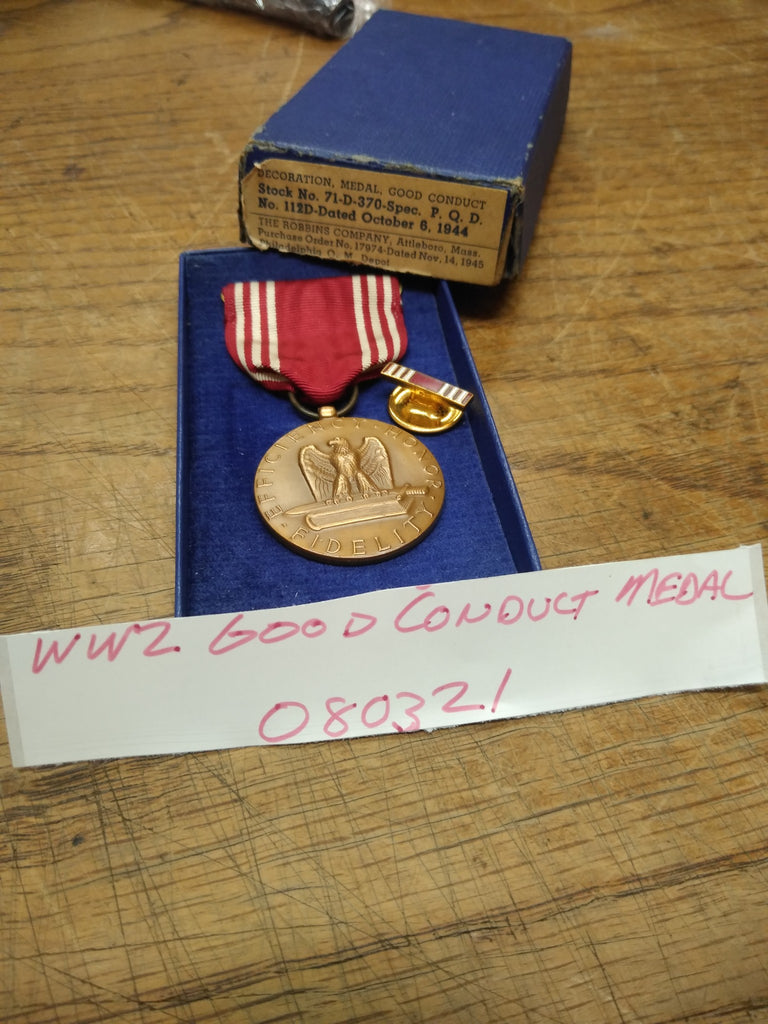 DECORATION, MEDAL, GOOD CONDUCT
Stock No. 71-D-370-Spec. P. Q. D.
No. 112D-Dated October 6, 1944
THE ROBBINS COMPANY, Attleboro, Mass.
Purchase Order No. 17974-Dated Nov. 14, 1945
Philadelphia Q. M. Depot
EFFICIENCY · HONOR
· FIDELITY ·
WW2 GOOD CONDUCT MEDAL
080321